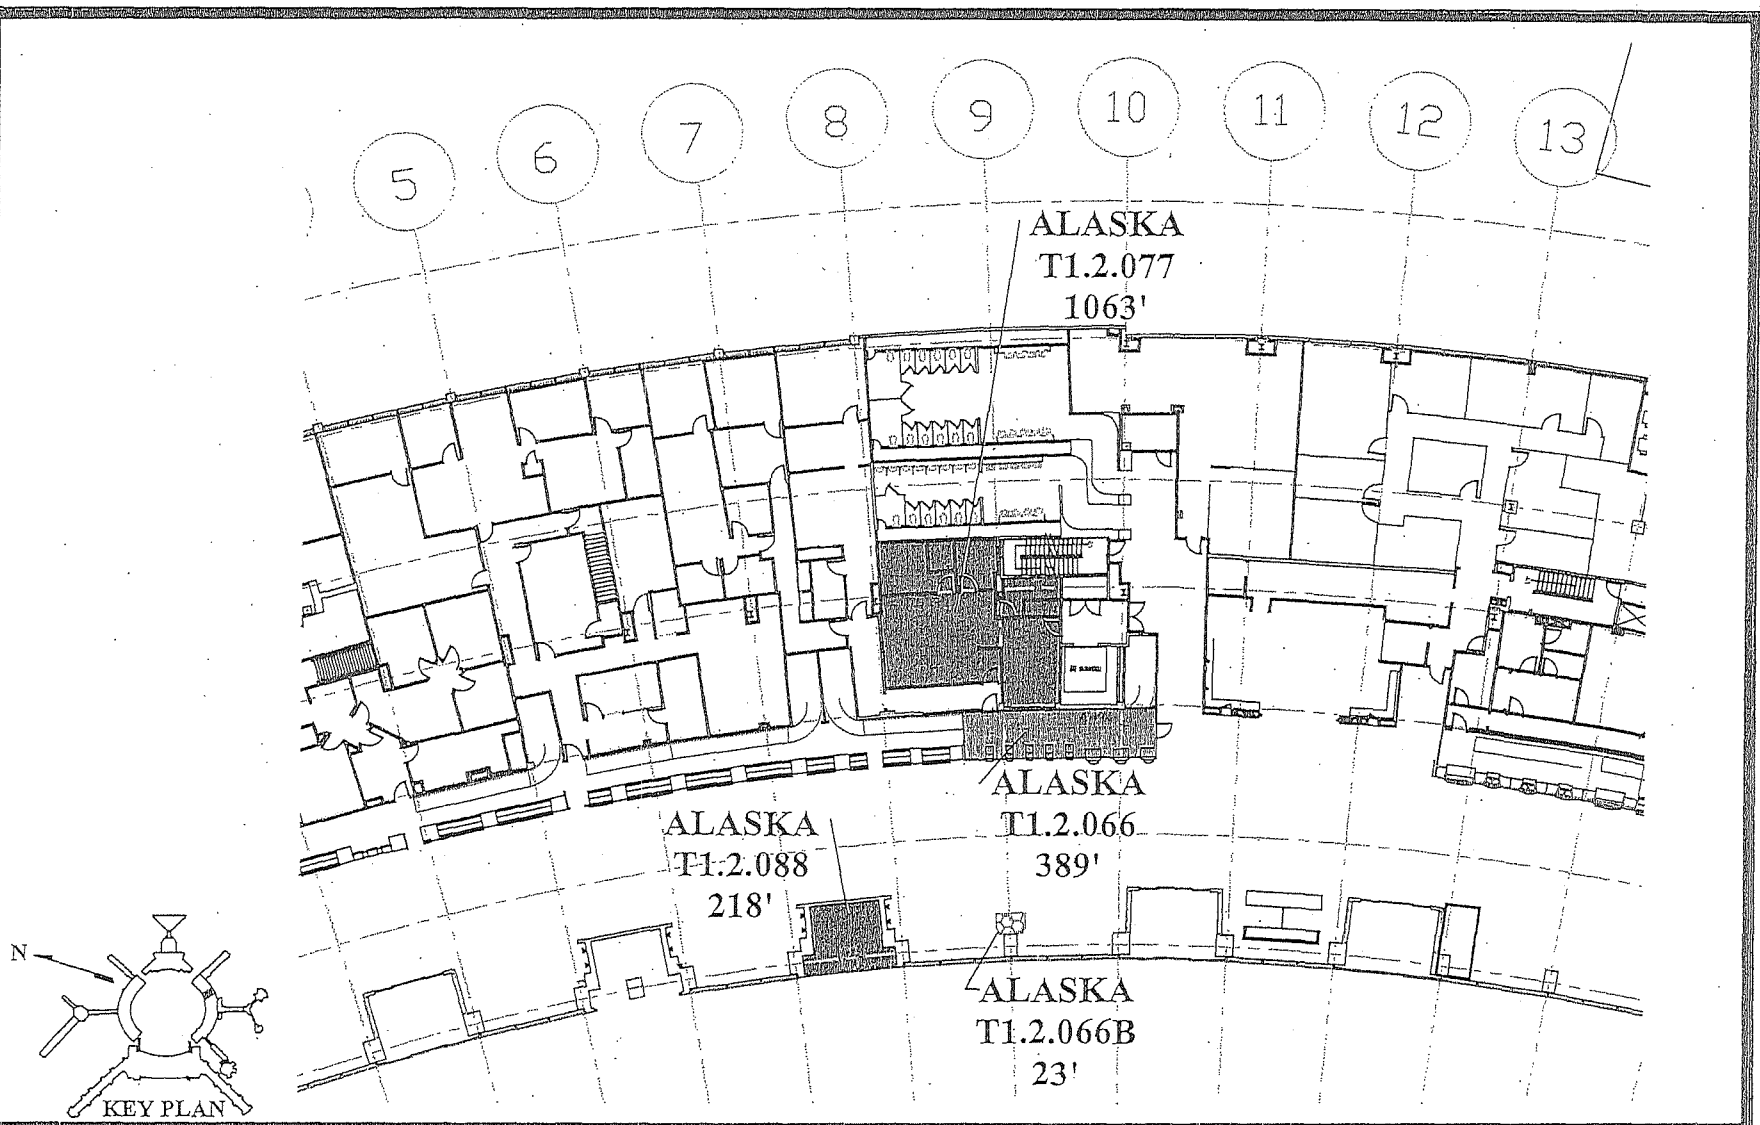 5
6
7
8
9
10
11
12
13
ALASKA
T1.2.077
1063'
ALASKA
T1.2.066
389'
ALASKA
T1.2.088
218'
ALASKA
T1.2.066B
23'
N
KEY PLAN